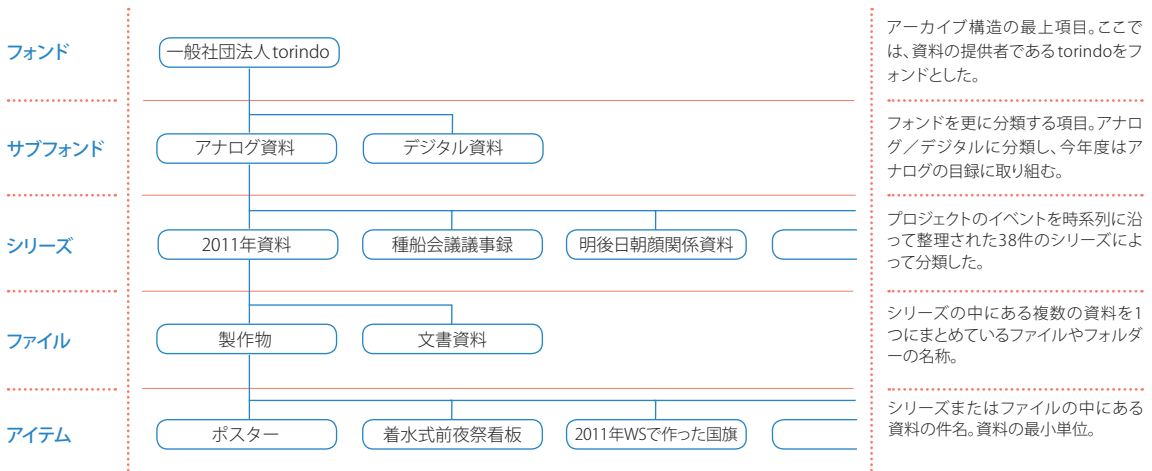 フォンド
一般社団法人torindo
アーカイブ構造の最上項目。ここで
は、資料の提供者であるtorindoをフ
ォンドとした。
サブフォンド
アナログ資料
デジタル資料
フォンドを更に分類する項目。アナロ
グ／デジタルに分類し、今年度はア
ナログの目録に取り組む。
シリーズ
2011年資料
種船会議議事録
明後日朝顔関係資料
プロジェクトのイベントを時系列に沿
って整理された38件のシリーズによ
って分類した。
ファイル
製作物
文書資料
シリーズの中にある複数の資料を1
つにまとめているファイルやフォルダ
ーの名称。
アイテム
ポスター
着水式前夜祭看板
2011年WSで作った国旗
シリーズまたはファイルの中にある
資料の件名。資料の最小単位。